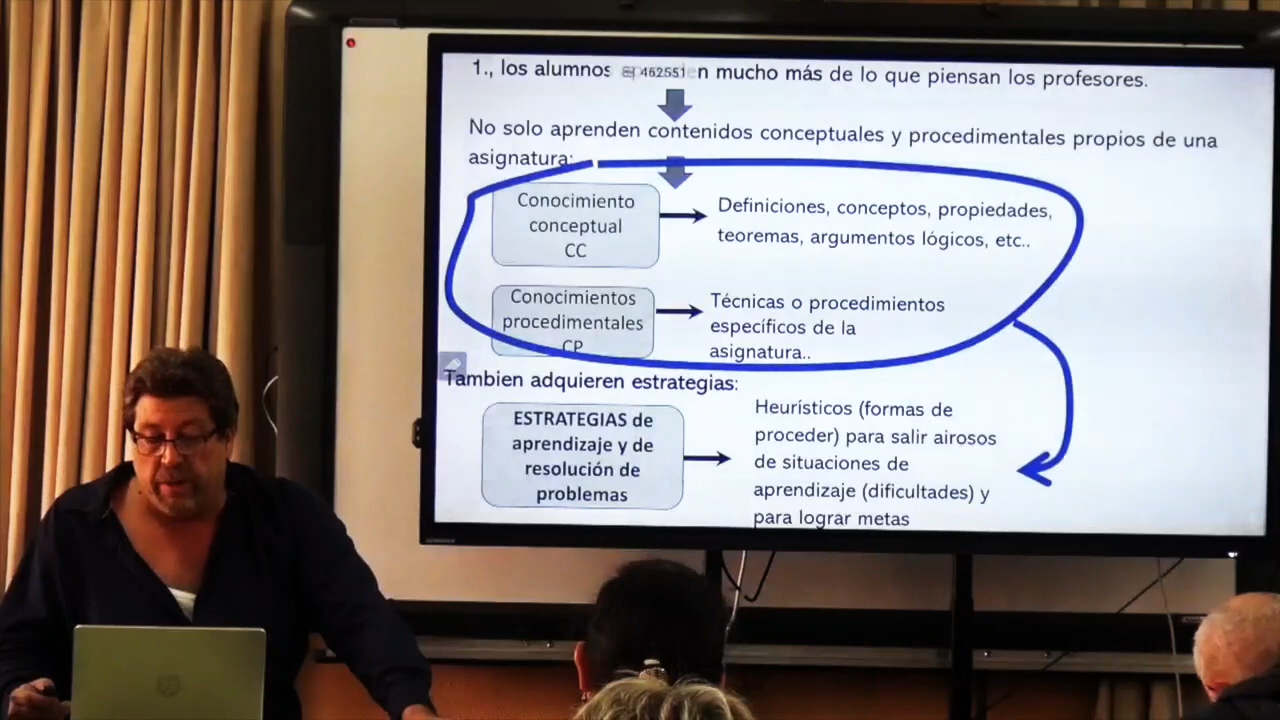 1., los alumnos 462551 n mucho más de lo que piensan los profesores.
No solo aprenden contenidos conceptuales y procedimentales propios de una
asignatura:
Conocimiento
conceptual
CC
Definiciones, conceptos, propiedades,
teoremas, argumentos lógicos, etc..
Conocimientos
procedimentales
CP
Técnicas o procedimientos
específicos de la
asignatura..
Tambien adquieren estrategias:
ESTRATEGIAS de
aprendizaje y de
resolución de
problemas
Heurísticos (formas de
proceder) para salir airosos
de situaciones de
aprendizaje (dificultades) y
para lograr metas